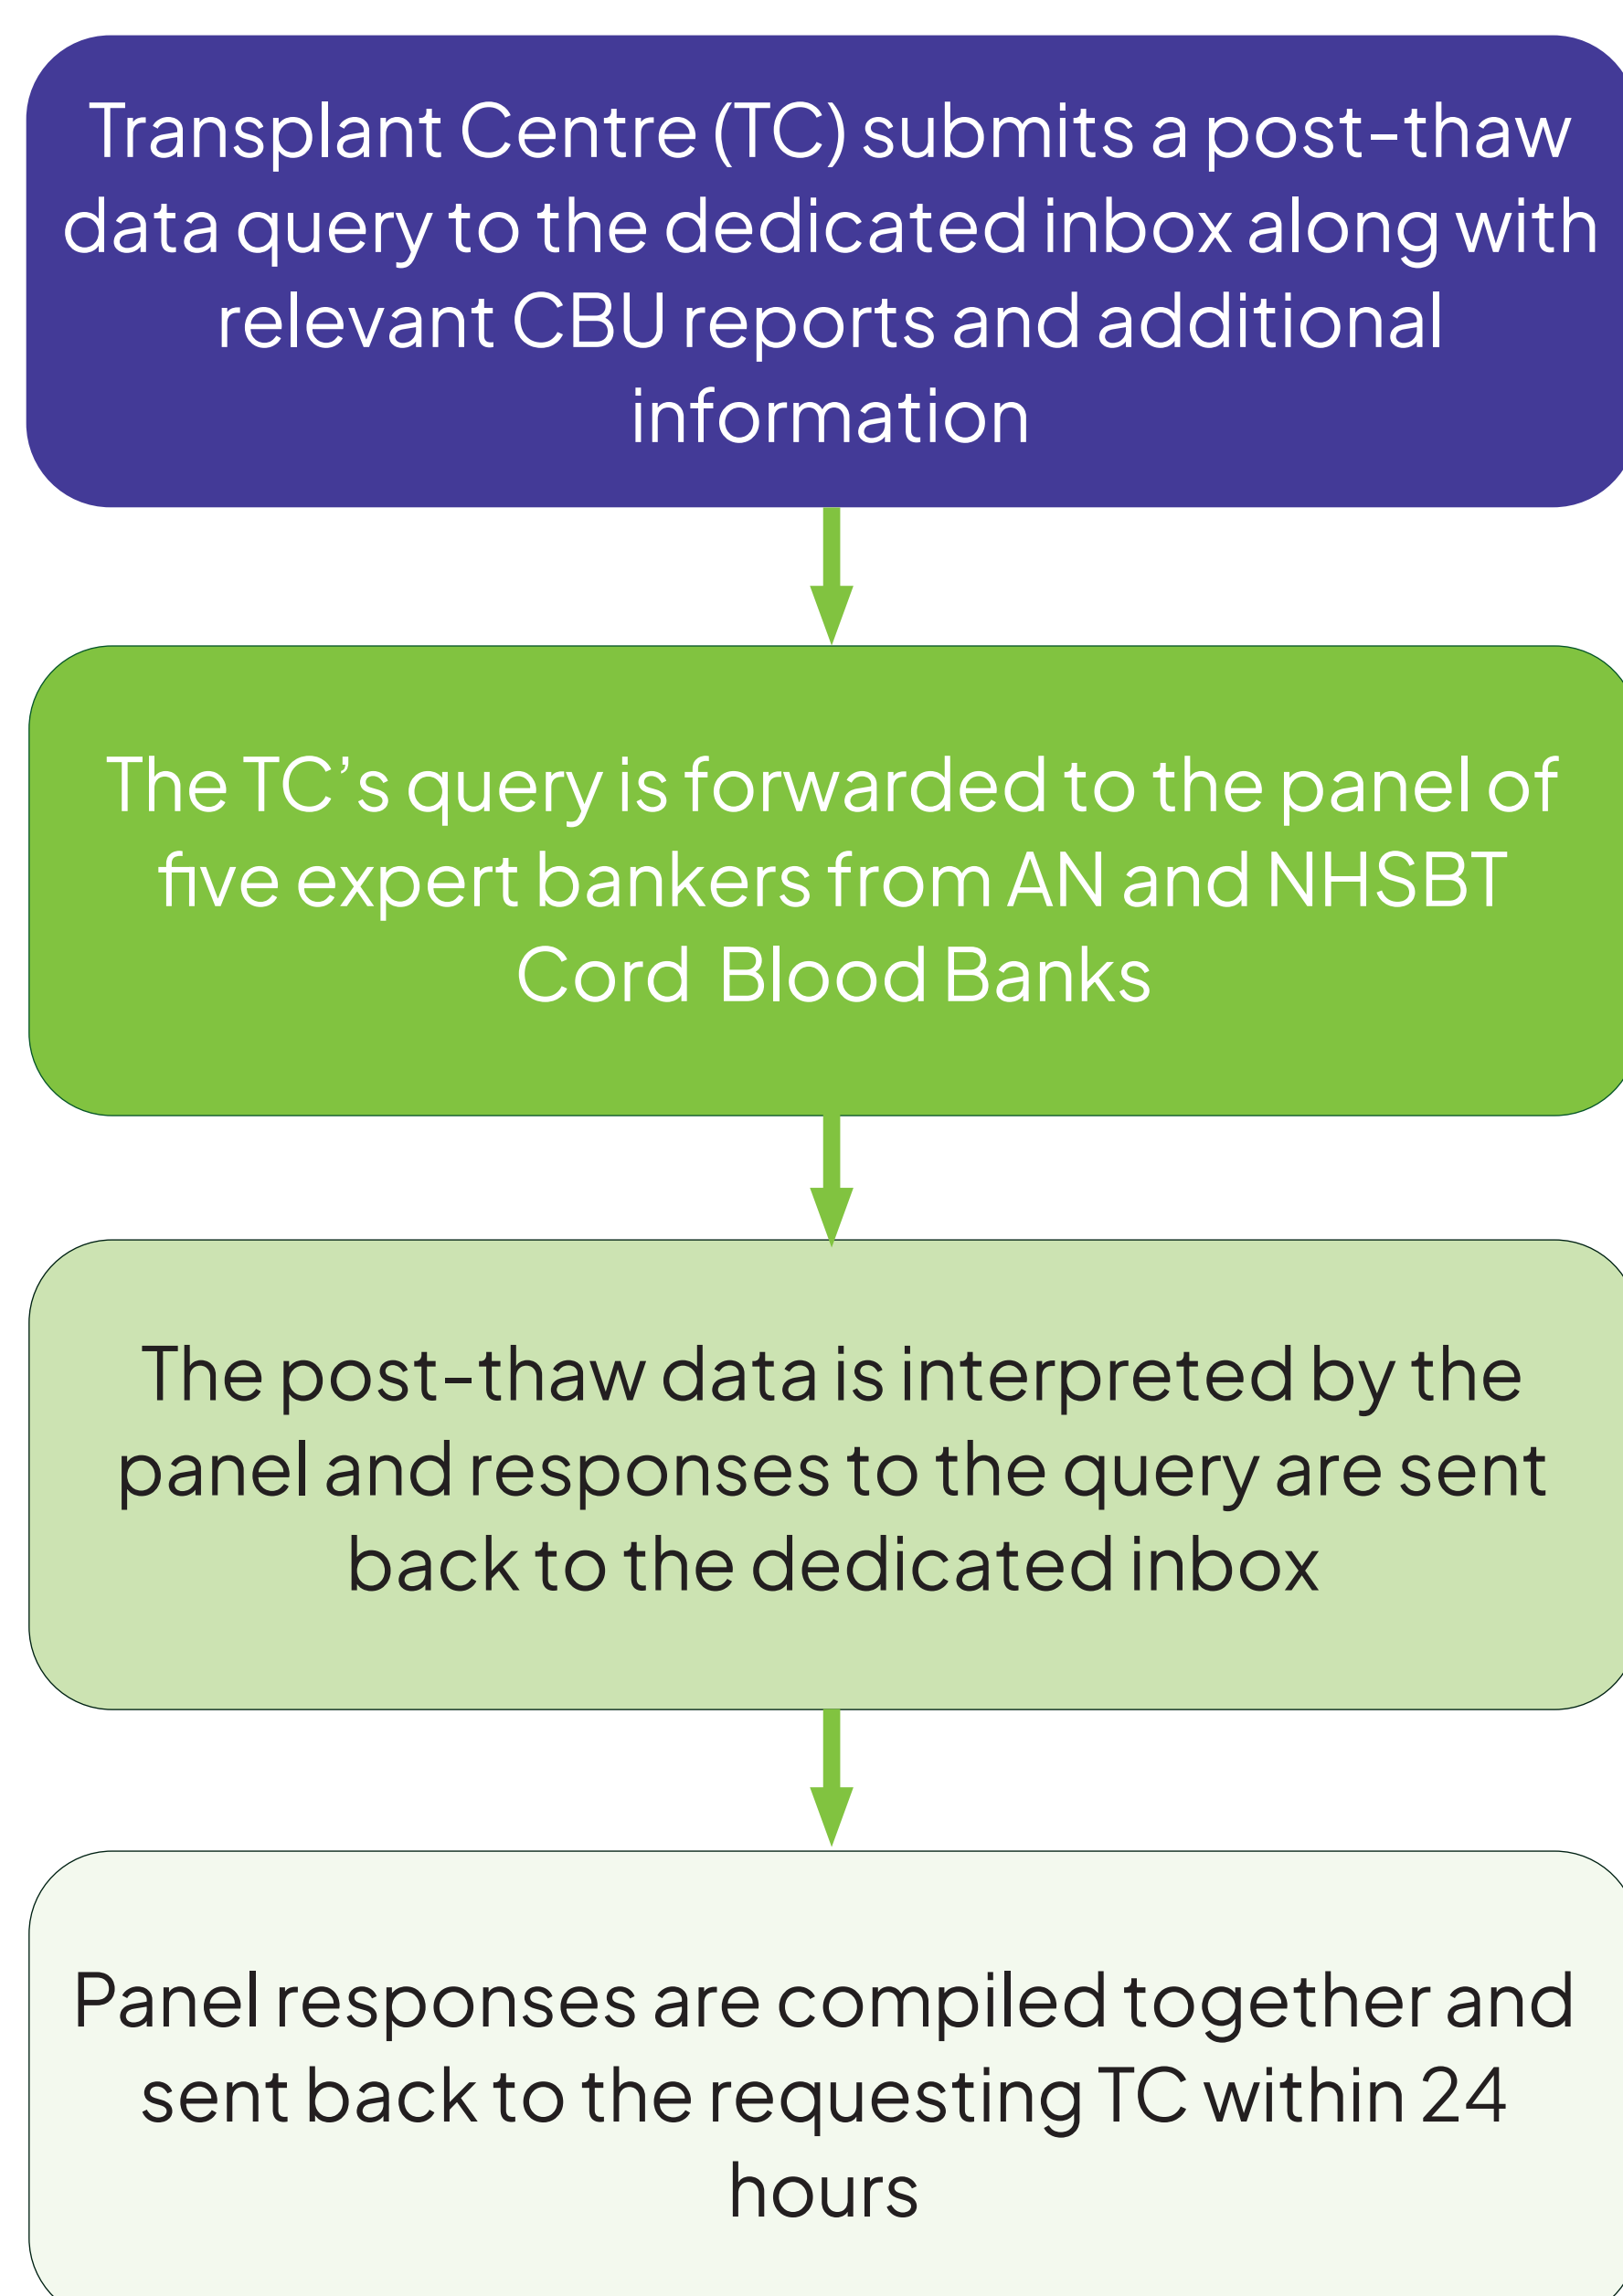 Transplant Centre (TC) submits a post-thaw
data query to the dedicated inbox along with
relevant CBU reports and additional
information
The TC’s query is forwarded to the panel of
five expert bankers from AN and NHSBT
Cord  Blood Banks
The post-thaw data is interpreted by the
panel and responses to the query are sent
back to the dedicated inbox
Panel responses are compiled together and
sent back to the requesting TC within 24
hours